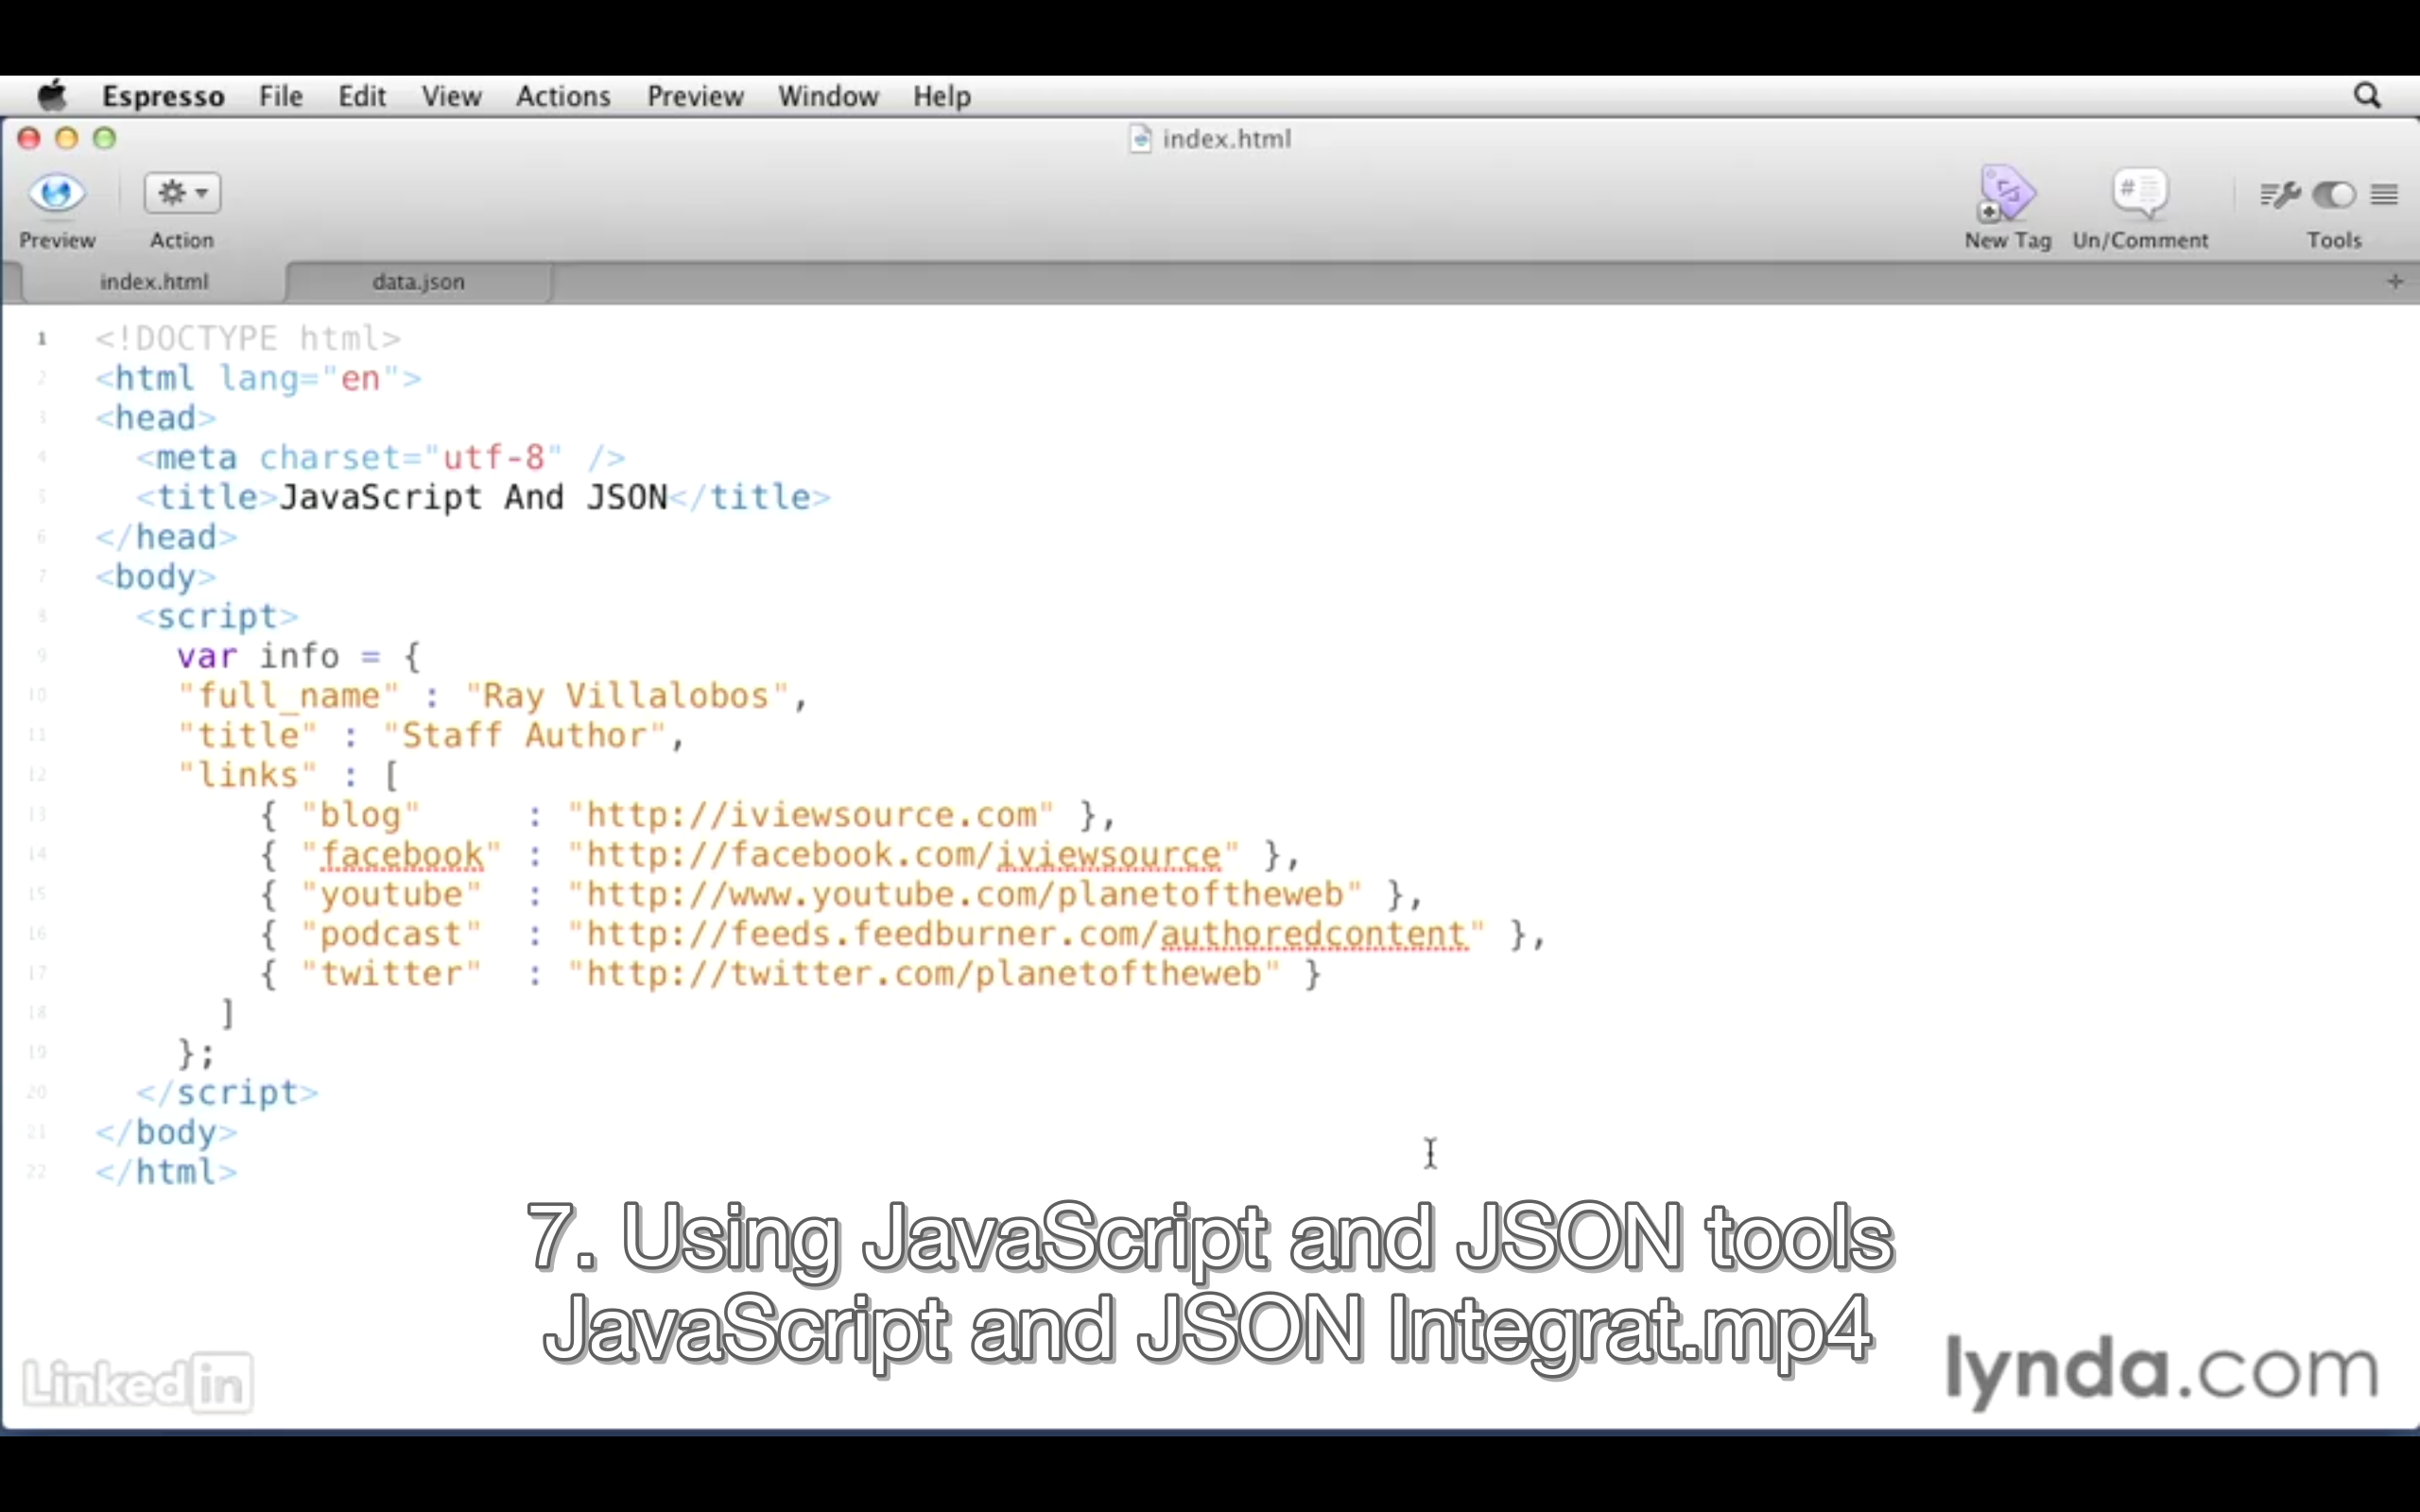 Espresso File Edit View Actions Preview Window Help
index.html
Preview Action New Tag Un/Comment Tools
index.html data.json
1 <!DOCTYPE html>
2 <html lang="en">
3 <head>
4 <meta charset="utf-8" />
5 <title>JavaScript And JSON</title>
6 </head>
7 <body>
8 <script>
9 var info = {
10 "full_name" : "Ray Villalobos",
11 "title" : "Staff Author",
12 "links" : [
13 { "blog" : "http://iviewsource.com" },
14 { "facebook" : "http://facebook.com/iviewsource" },
15 { "youtube" : "http://www.youtube.com/planetoftheweb" },
16 { "podcast" : "http://feeds.feedburner.com/authoredcontent" },
17 { "twitter" : "http://twitter.com/planetoftheweb" }
18 ]
19 };
20 </script>
21 </body>
22 </html>
7. Using JavaScript and JSON tools
JavaScript and JSON Integrat.mp4
Linked in
lynda.com